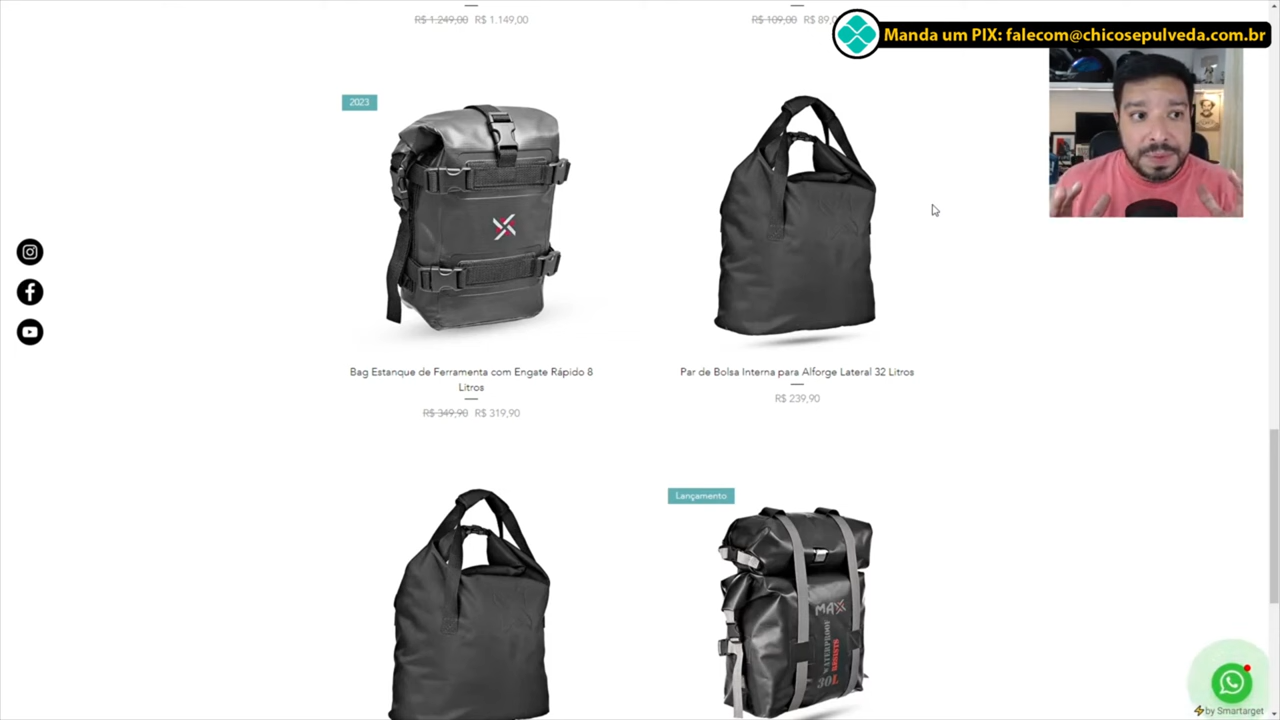 R$ 1.249,00 R$ 1.149,00
R$ 109,00 R$ 89,0
Manda um PIX: falecom@chicosepulveda.com.br
2023
Bag Estanque de Ferramenta com Engate Rápido 8
Litros
R$ 349,90 R$ 319,90
Par de Bolsa Interna para Alforge Lateral 32 Litros
R$ 239,90
Lançamento
MAX
WATERPROOF
30L
by Smartarget